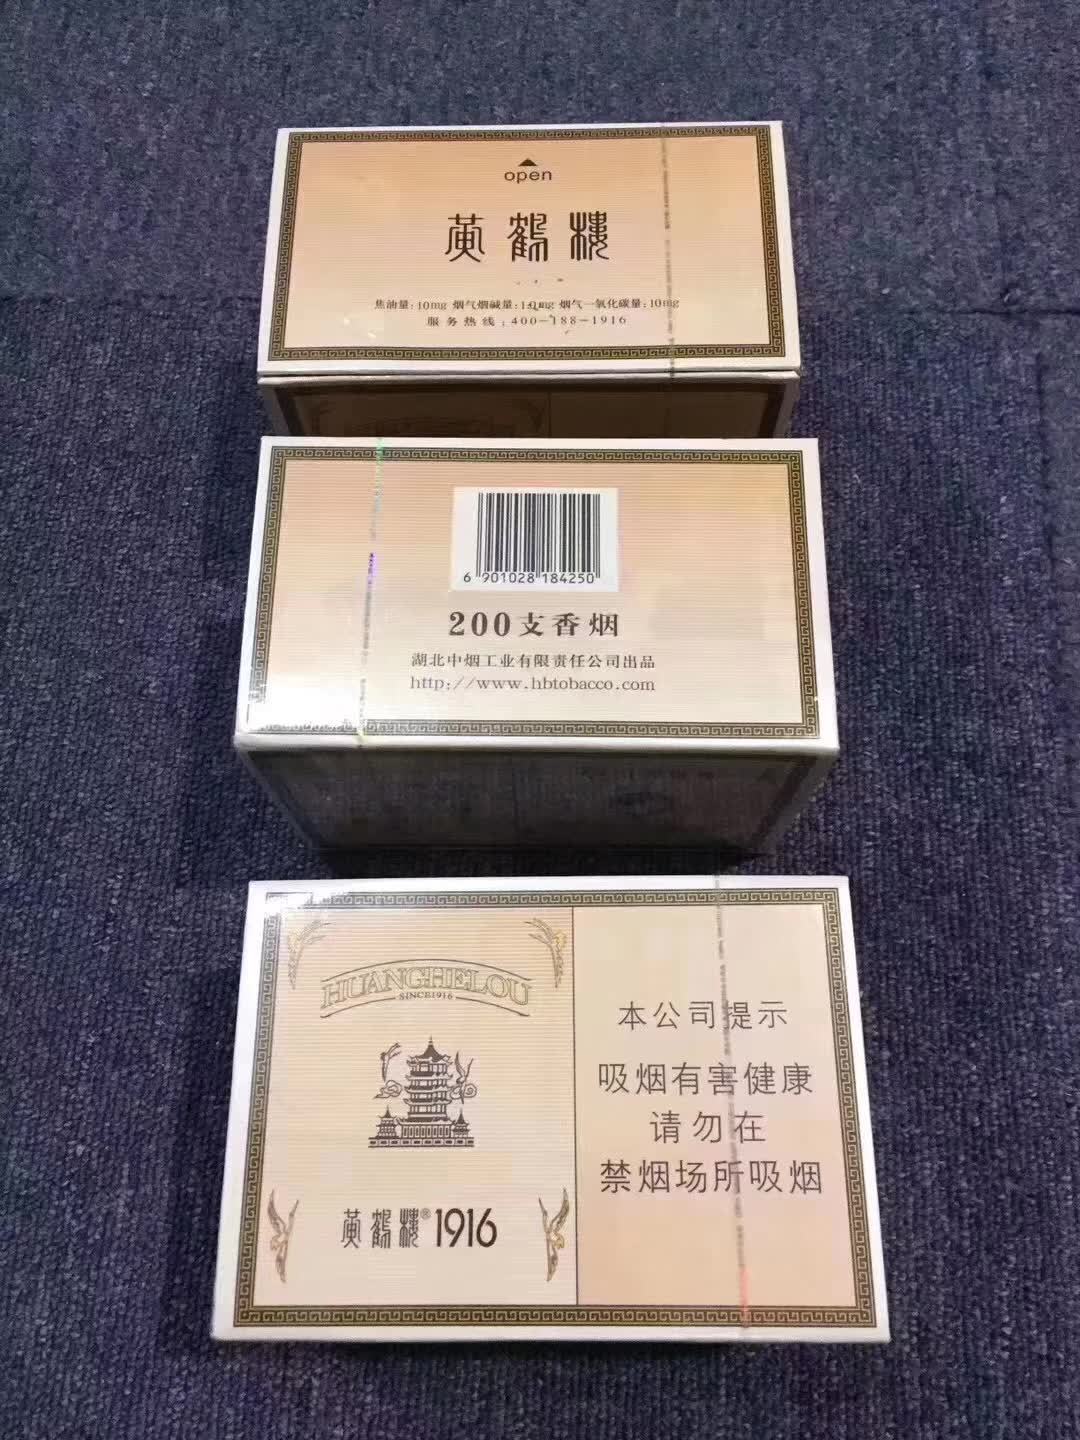 open
黄鹤楼
焦油量：10mg 烟气烟碱量：1.0mg 烟气一氧化碳量：10mg
服务热线：400-188-1916
6 901028 184250
200支香烟
湖北中烟工业有限责任公司出品
http://www.hbtobacco.com
HUANGHELOU
SINCE1916
黄鹤楼® 1916
本公司提示
吸烟有害健康
请勿在
禁烟场所吸烟